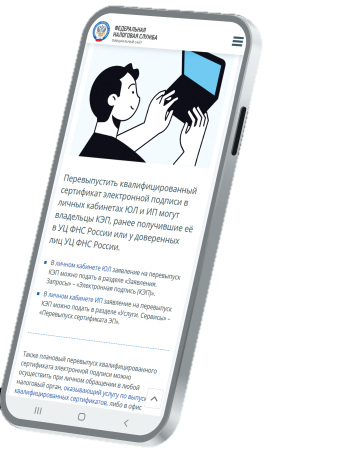 ФЕДЕРАЛЬНАЯ
НАЛОГОВАЯ СЛУЖБА
Официальный сайт
Перевыпустить квалифицированный
сертификат электронной подписи в
личных кабинетах ЮЛ и ИП могут
владельцы КЭП, ранее получившие её
в УЦ ФНС России или у доверенных
лиц УЦ ФНС России.
В личном кабинете ЮЛ заявление на перевыпуск
КЭП можно подать в разделе «Заявления.
Запросы» – «Электронная подпись (КЭП)».
В личном кабинете ИП заявление на перевыпуск
КЭП можно подать в разделе «Услуги. Сервисы» –
«Перевыпуск сертификата ЭП».
Также плановый перевыпуск квалифицированного
сертификата электронной подписи можно
осуществить при личном обращении в любой
налоговый орган, оказывающий услугу по выпуску
квалифицированных сертификатов, либо в офис